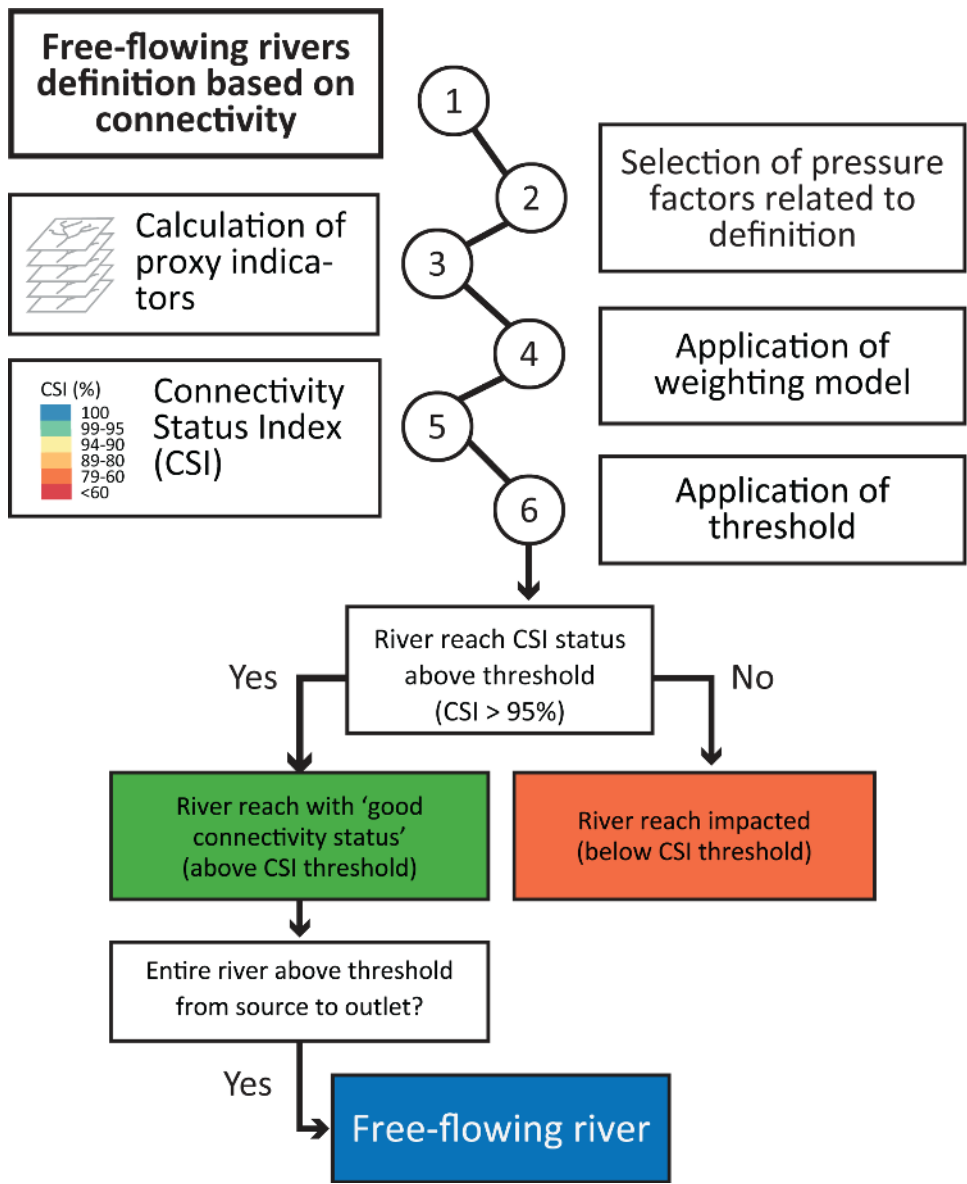 Free-flowing rivers
definition based on
connectivity
1
2
Selection of pressure
factors related to
definition
Calculation of
proxy indica-
tors
3
4
Application of
weighting model
CSI (%)
100
99-95
94-90
89-80
79-60
<60
Connectivity
Status Index
(CSI)
5
6
Application of
threshold
River reach CSI status
above threshold
(CSI > 95%)
Yes
No
River reach with ‘good
connectivity status’
(above CSI threshold)
River reach impacted
(below CSI threshold)
Entire river above threshold
from source to outlet?
Yes
Free-flowing river